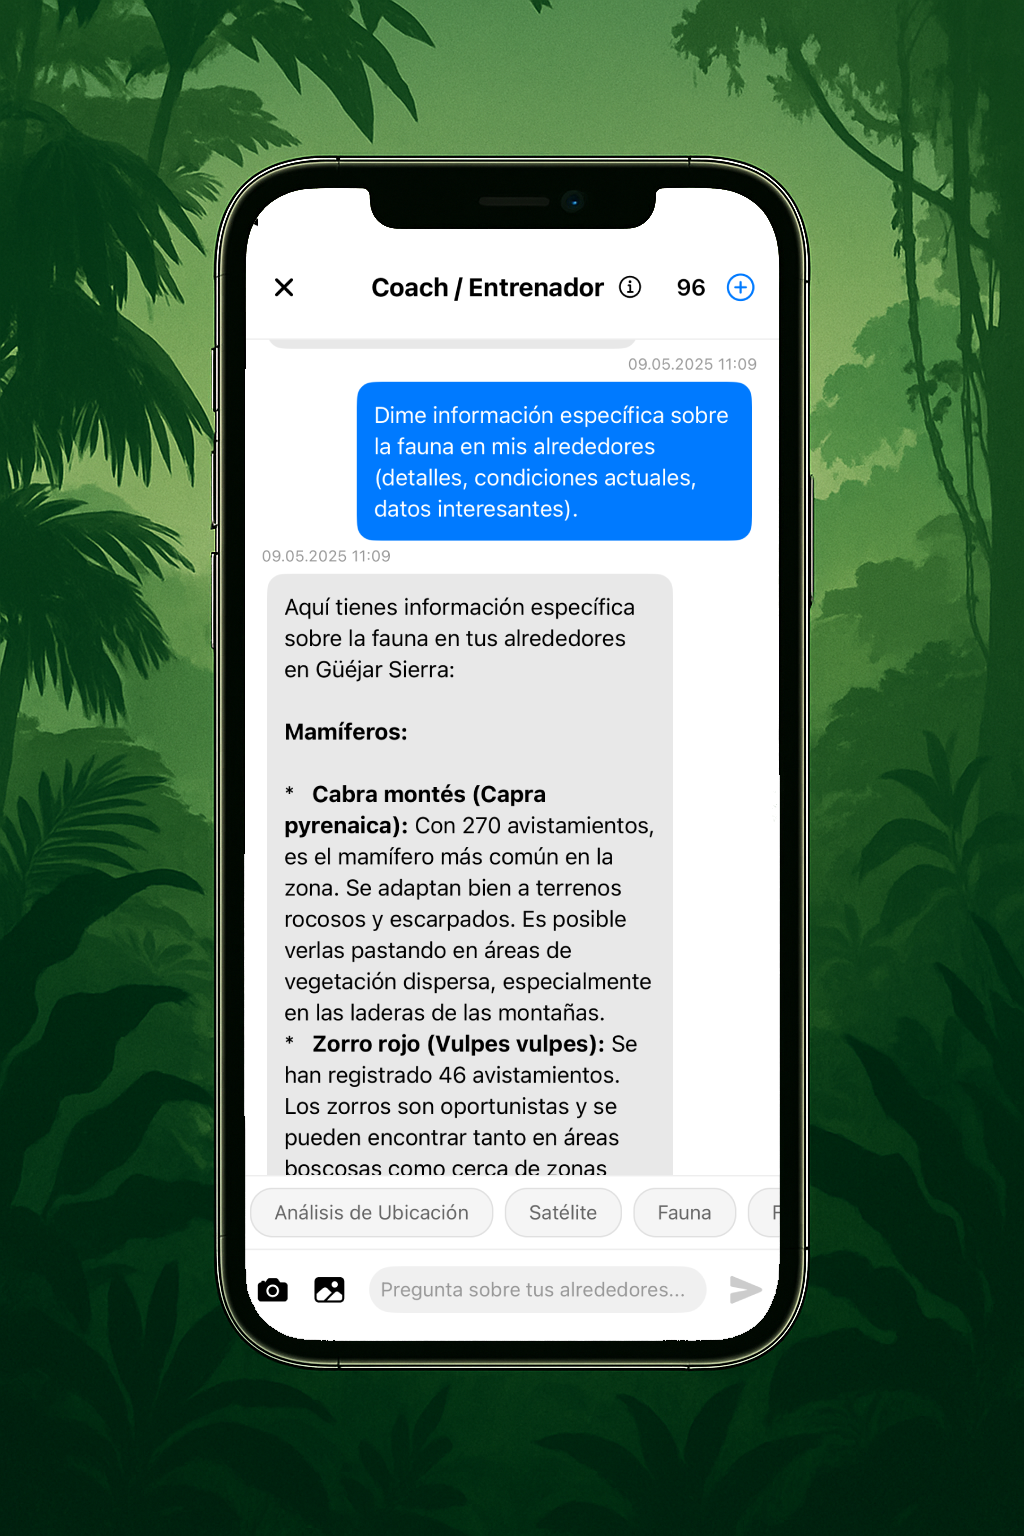 Coach / Entrenador
96
09.05.2025 11:09
Dime información específica sobre
la fauna en mis alrededores
(detalles, condiciones actuales,
datos interesantes).
09.05.2025 11:09
Aquí tienes información específica
sobre la fauna en tus alrededores
en Güéjar Sierra:
Mamíferos:
* Cabra montés (Capra
pyrenaica): Con 270 avistamientos,
es el mamífero más común en la
zona. Se adaptan bien a terrenos
rocosos y escarpados. Es posible
verlas pastando en áreas de
vegetación dispersa, especialmente
en las laderas de las montañas.
* Zorro rojo (Vulpes vulpes): Se
han registrado 46 avistamientos.
Los zorros son oportunistas y se
pueden encontrar tanto en áreas
boscosas como cerca de zonas
Análisis de Ubicación
Satélite
Fauna
F
Pregunta sobre tus alrededores...